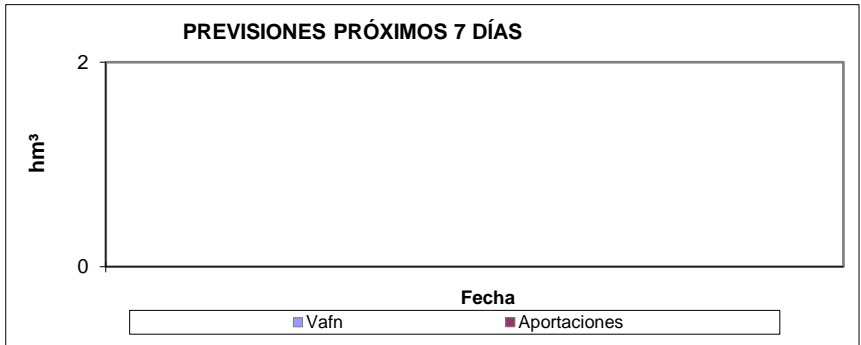 PREVISIONES PRÓXIMOS 7 DÍAS
2
hm³
0
Fecha
Vafn Aportaciones